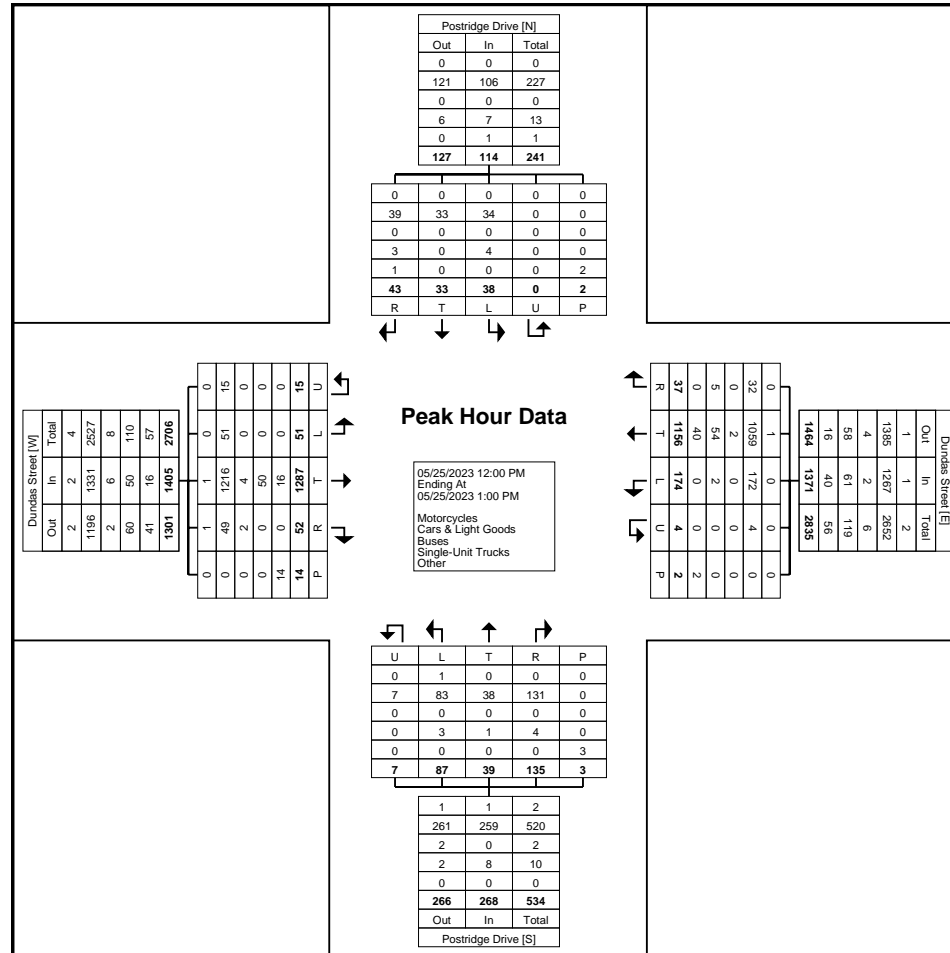 Postridge Drive [N]
Out In Total
0 0 0
121 106 227
0 0 0
6 7 13
0 1 1
127 114 241
0 0 0 0 0
39 33 34 0 0
0 0 0 0 0
3 0 4 0 0
1 0 0 0 2
43 33 38 0 2
R T L U P
Dundas Street [W]
Out In Total
2 2 4
1196 1331 2527
2 6 8
60 50 110
41 16 57
1301 1405 2706
0 1 1 0 0
0 49 1216 51 15
0 2 4 0 0
0 0 50 0 0
14 0 16 0 0
14 52 1287 51 15
P R T L U
Peak Hour Data
05/25/2023 12:00 PM
Ending At
05/25/2023 1:00 PM
Motorcycles
Cars & Light Goods
Buses
Single-Unit Trucks
Other
Dundas Street [E]
Out In Total
1 1 2
1385 1267 2652
4 2 6
58 61 119
16 40 56
1464 1371 2835
0 1 0 0 0
32 1059 172 4 0
0 2 0 0 0
5 54 2 0 0
0 40 0 0 2
37 1156 174 4 2
R T L U P
U L T R P
0 1 0 0 0
7 83 38 131 0
0 0 0 0 0
0 3 1 4 0
0 0 0 0 3
7 87 39 135 3
1 1 2
261 259 520
2 0 2
2 8 10
0 0 0
266 268 534
Out In Total
Postridge Drive [S]